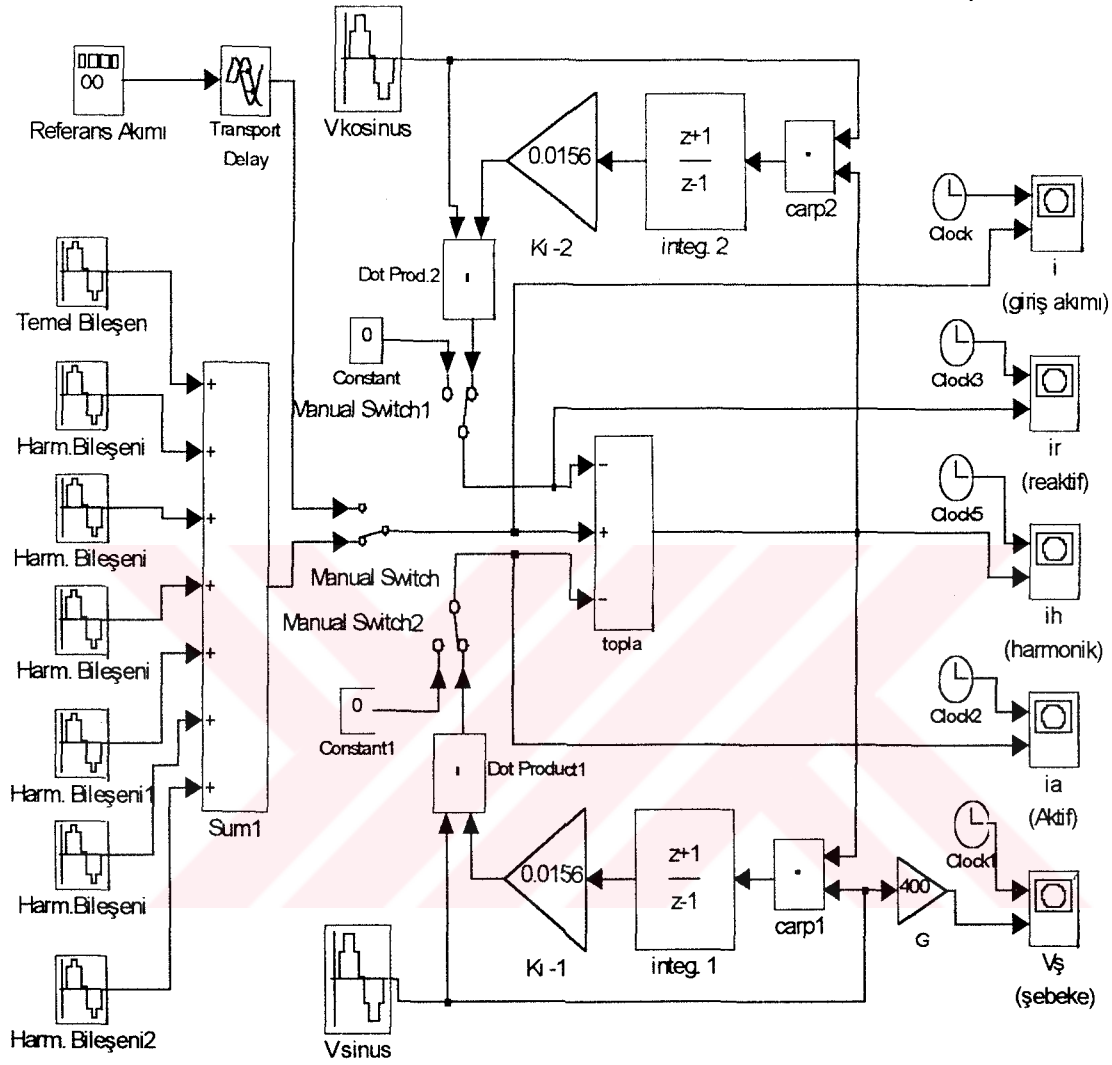 Referans Akımı
Transport
Delay
Vkosinus
0.0156
Kı -2
z+1
z-1
integ. 2
carp2
Clock
i
(giriş akımı)
Temel Bileşen
Dot Prod.2
0
Constant
Manual Switch1
Clock3
ir
(reaktif)
Harm.Bileşeni
+
+
+
+
+
+
+
Sum1
Harm. Bileşeni
Harm. Bileşeni
Harm. Bileşeni1
Harm.Bileşeni
Harm. Bileşeni2
Manual Switch
Manual Switch2
-
+
-
topla
Clock5
ih
(harmonik)
0
Constant1
Dot Product1
Clock2
ia
(Aktif)
0.0156
Kı -1
z+1
z-1
integ. 1
carp1
400
G
Clock1
Vş
(şebeke)
Vsinus